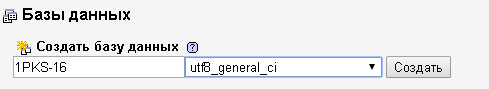 Базы данных
Создать базу данных
1PKS-16 utf8_general_ci Создать